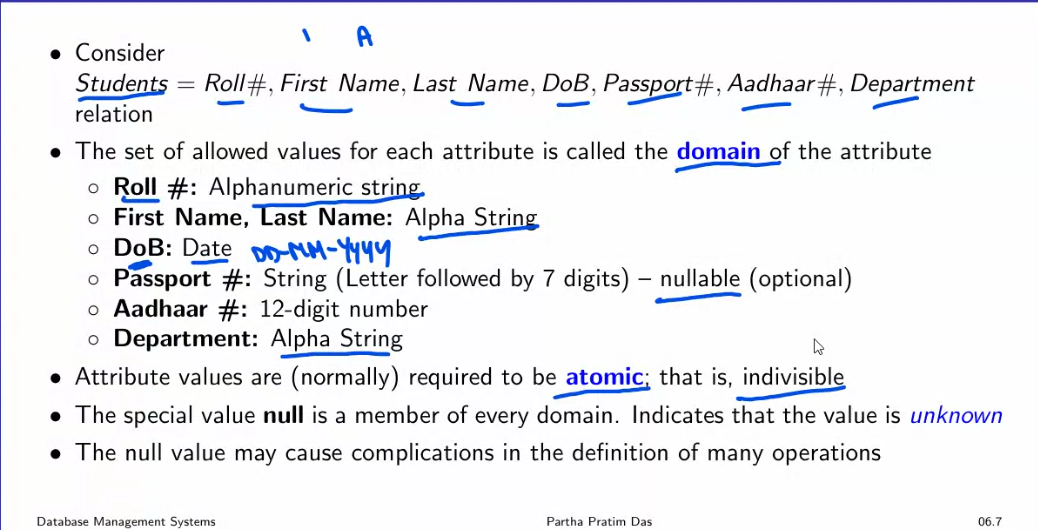 1 A
• Consider
Students = Roll#, First Name, Last Name, DoB, Passport#, Aadhaar#, Department
relation
• The set of allowed values for each attribute is called the domain of the attribute
○ Roll #: Alphanumeric string
○ First Name, Last Name: Alpha String
○ DoB: Date DD-MM-YYYY
○ Passport #: String (Letter followed by 7 digits) – nullable (optional)
○ Aadhaar #: 12-digit number
○ Department: Alpha String
• Attribute values are (normally) required to be atomic; that is, indivisible
• The special value null is a member of every domain. Indicates that the value is unknown
• The null value may cause complications in the definition of many operations
Database Management Systems Partha Pratim Das 06.7